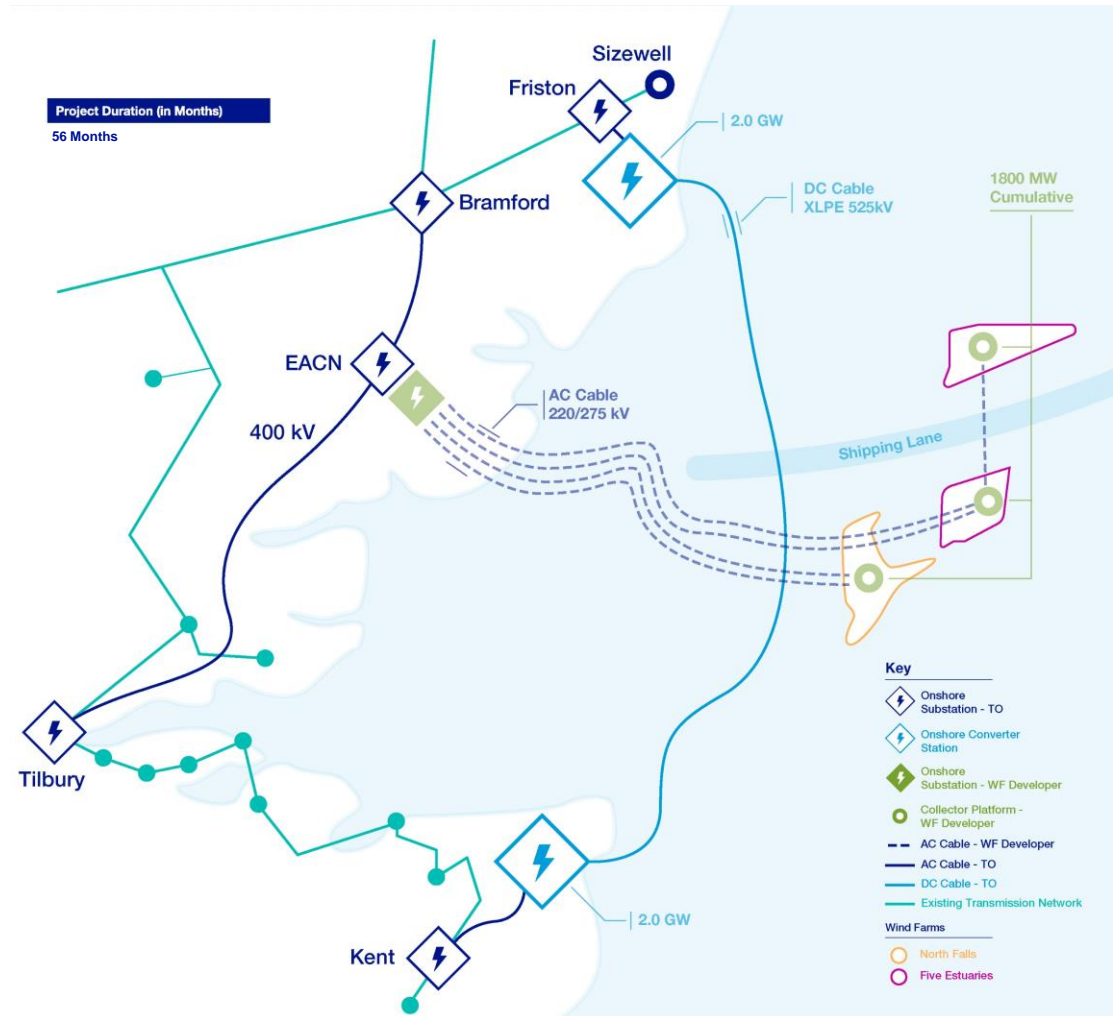 Sizewell
Friston
Project Duration (in Months)
56 Months
2.0 GW
DC Cable
XLPE 525kV
1800 MW
Cumulative
Bramford
EACN
AC Cable
220/275 kV
400 kV
Shipping Lane
Tilbury
Kent
2.0 GW
Key
Onshore
Substation - TO
Onshore Converter
Station
Onshore
Substation - WF Developer
Collector Platform -
WF Developer
AC Cable - WF Developer
AC Cable - TO
DC Cable - TO
Existing Transmission Network
Wind Farms
North Falls
Five Estuaries